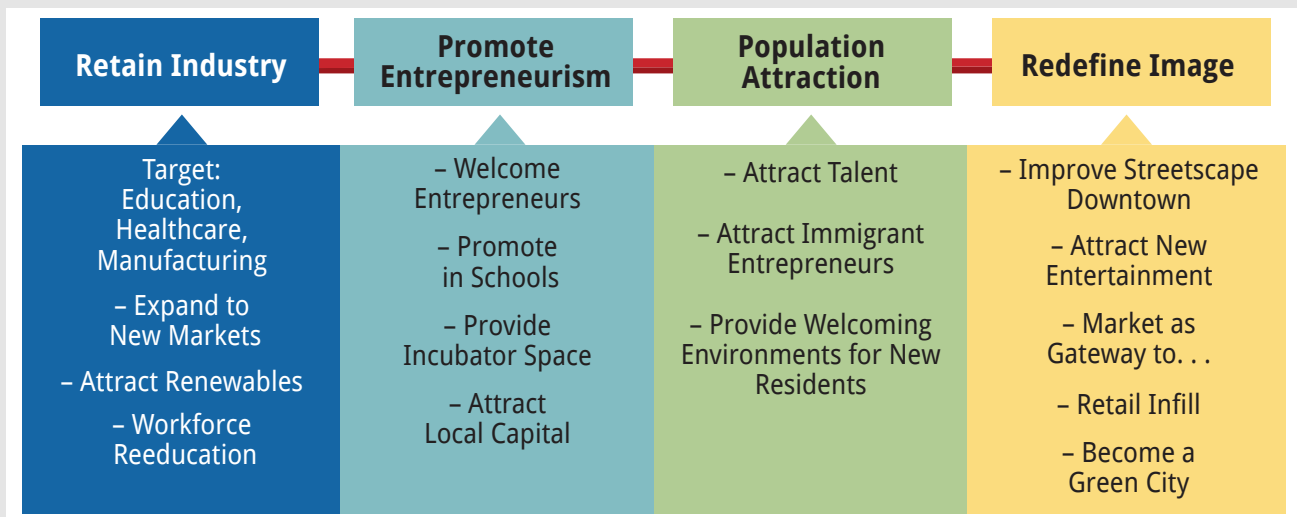 Retain Industry
Promote
Entrepreneurism
Population
Attraction
Redefine Image
Target:
Education,
Healthcare,
Manufacturing
– Expand to
New Markets
– Attract Renewables
– Workforce
Reeducation
– Welcome
Entrepreneurs
– Promote
in Schools
– Provide
Incubator Space
– Attract
Local Capital
– Attract Talent
– Attract Immigrant
Entrepreneurs
– Provide Welcoming
Environments for New
Residents
– Improve Streetscape
Downtown
– Attract New
Entertainment
– Market as
Gateway to. . .
– Retail Infill
– Become a
Green City